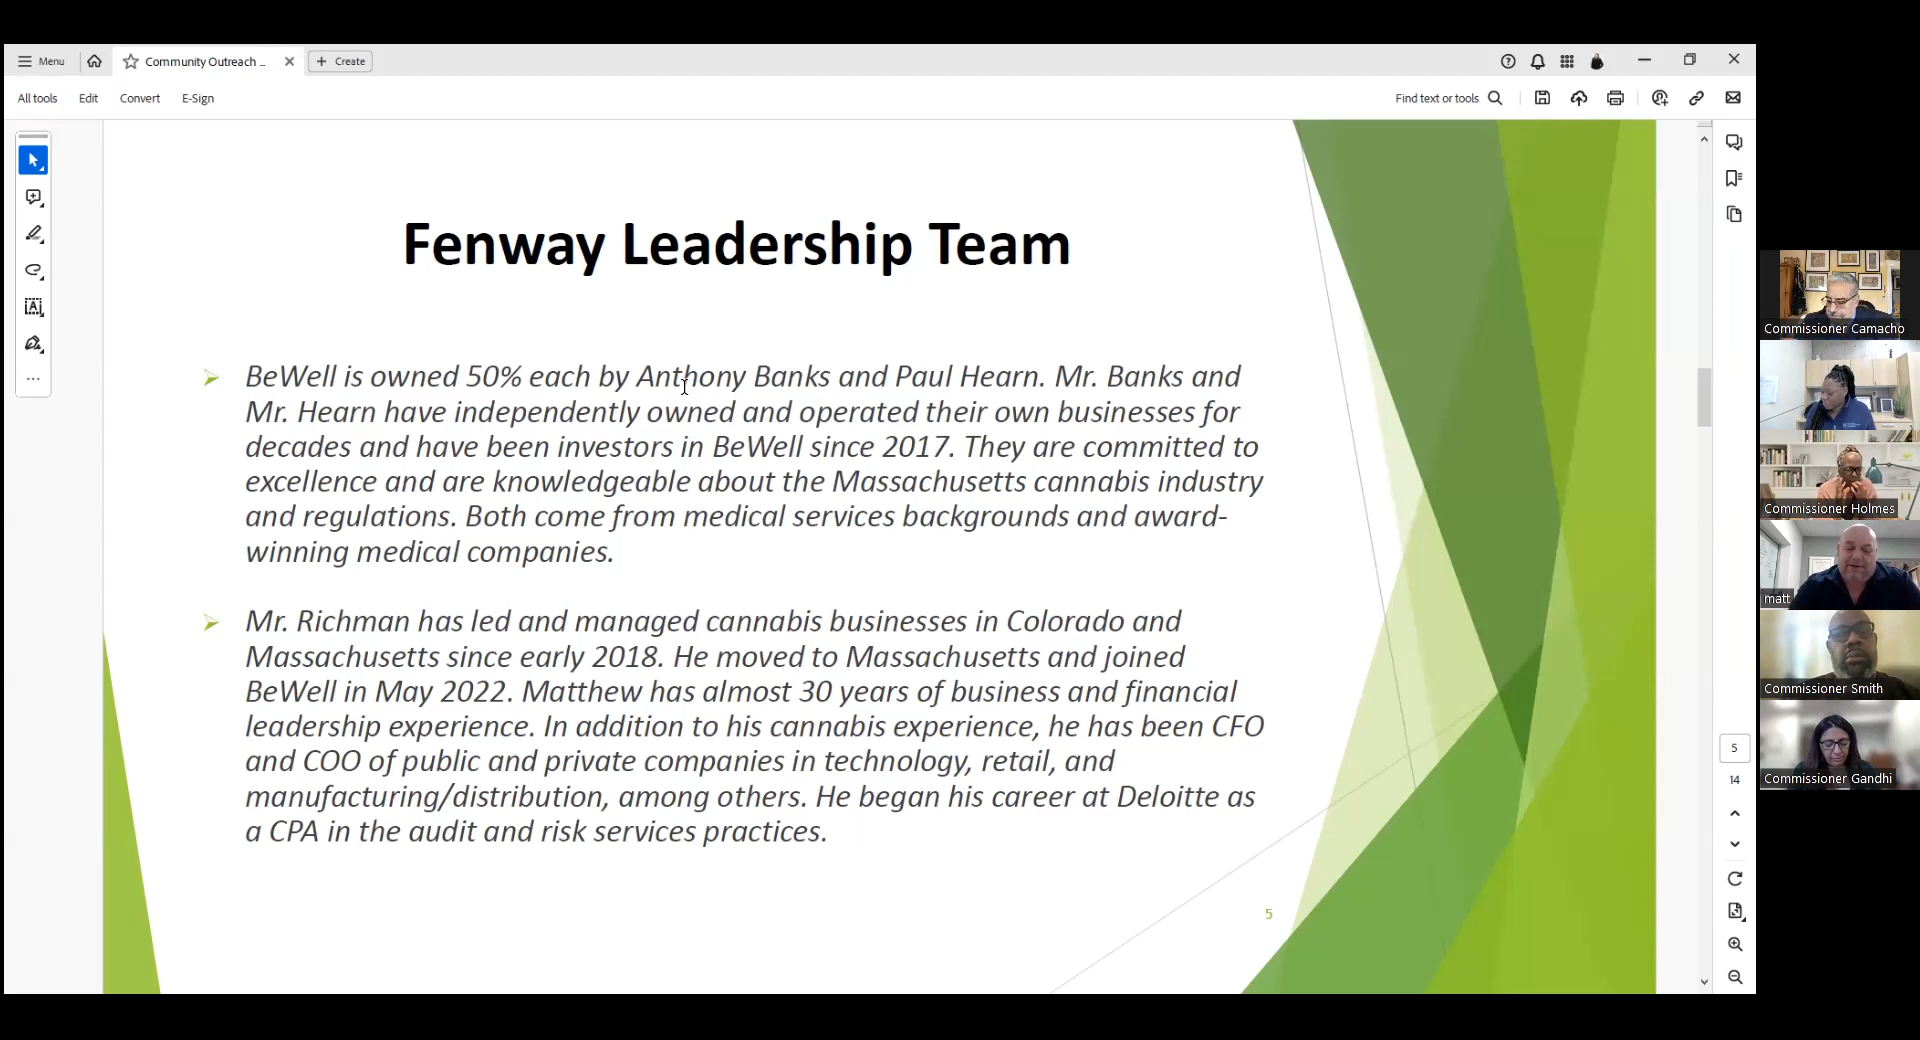 Menu
Community Outreach ...
Create
All tools
Edit
Convert
E-Sign
Find text or tools
Fenway Leadership Team
BeWell is owned 50% each by Anthony Banks and Paul Hearn. Mr. Banks and
Mr. Hearn have independently owned and operated their own businesses for
decades and have been investors in BeWell since 2017. They are committed to
excellence and are knowledgeable about the Massachusetts cannabis industry
and regulations. Both come from medical services backgrounds and award-
winning medical companies.
Mr. Richman has led and managed cannabis businesses in Colorado and
Massachusetts since early 2018. He moved to Massachusetts and joined
BeWell in May 2022. Matthew has almost 30 years of business and financial
leadership experience. In addition to his cannabis experience, he has been CFO
and COO of public and private companies in technology, retail, and
manufacturing/distribution, among others. He began his career at Deloitte as
a CPA in the audit and risk services practices.
5
5
14
Commissioner Camacho
Commissioner Holmes
matt
Commissioner Smith
Commissioner Gandhi